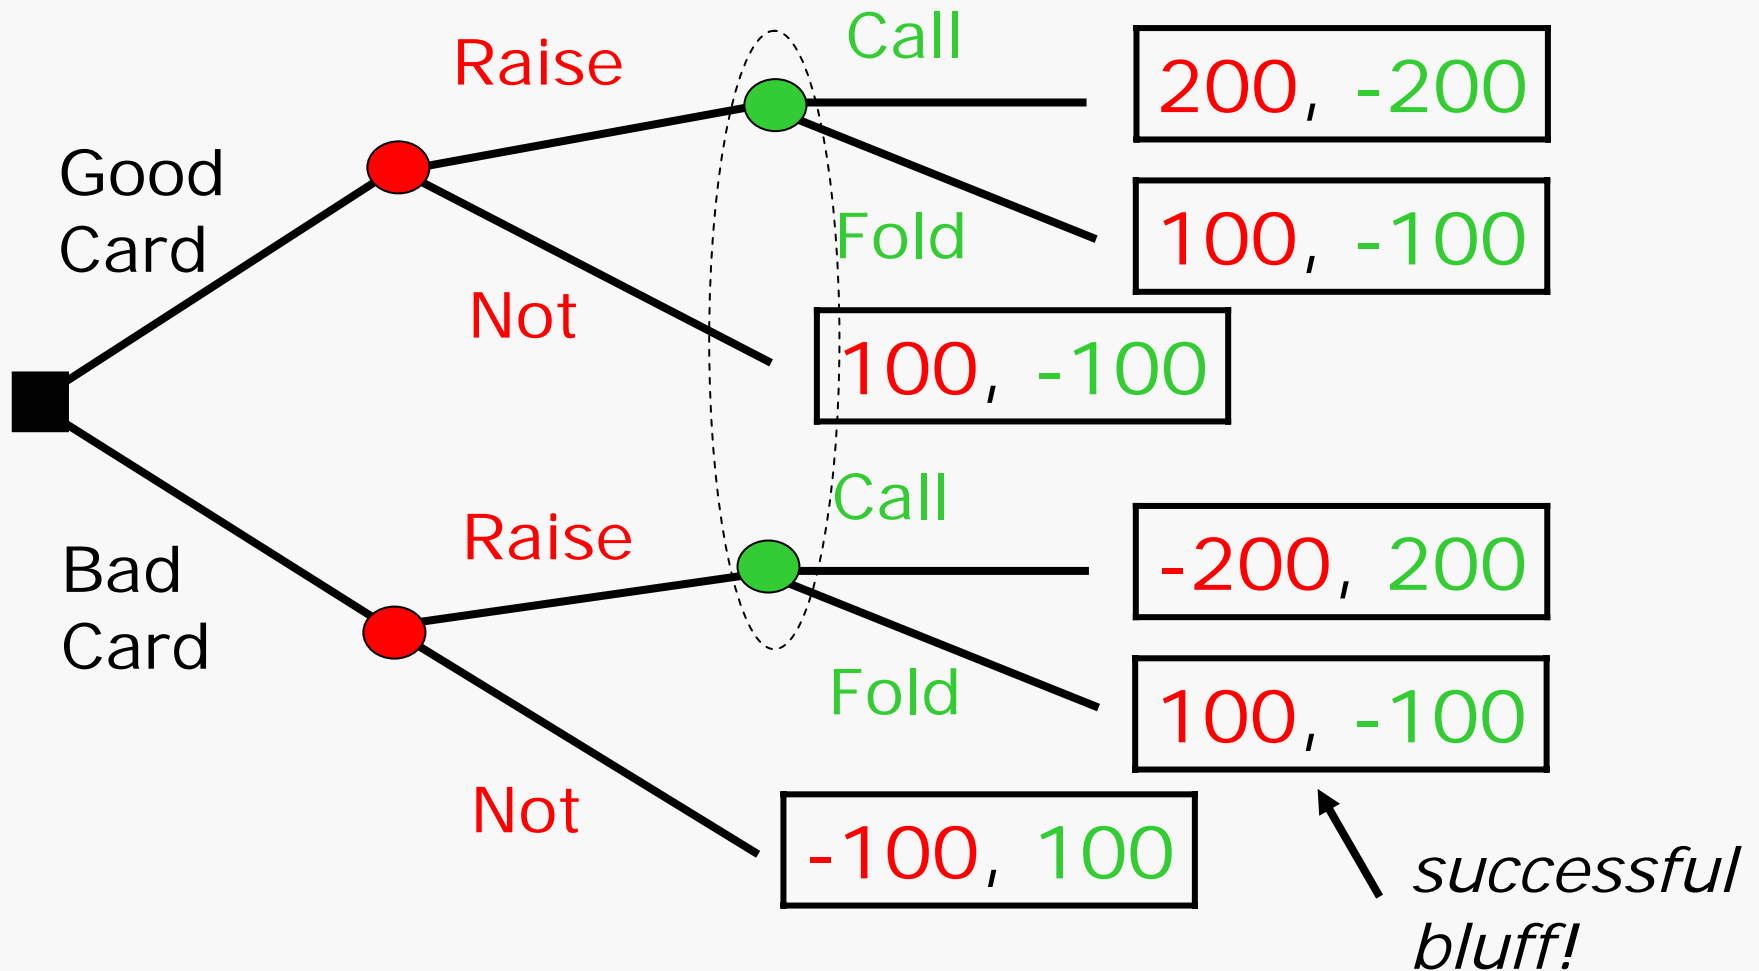 Call
Raise
200, -200
Good
Card
100, -100
Fold
Not
100, -100
Call
Raise
-200, 200
Bad
Card
Fold
100, -100
Not
-100, 100
successful
bluff!